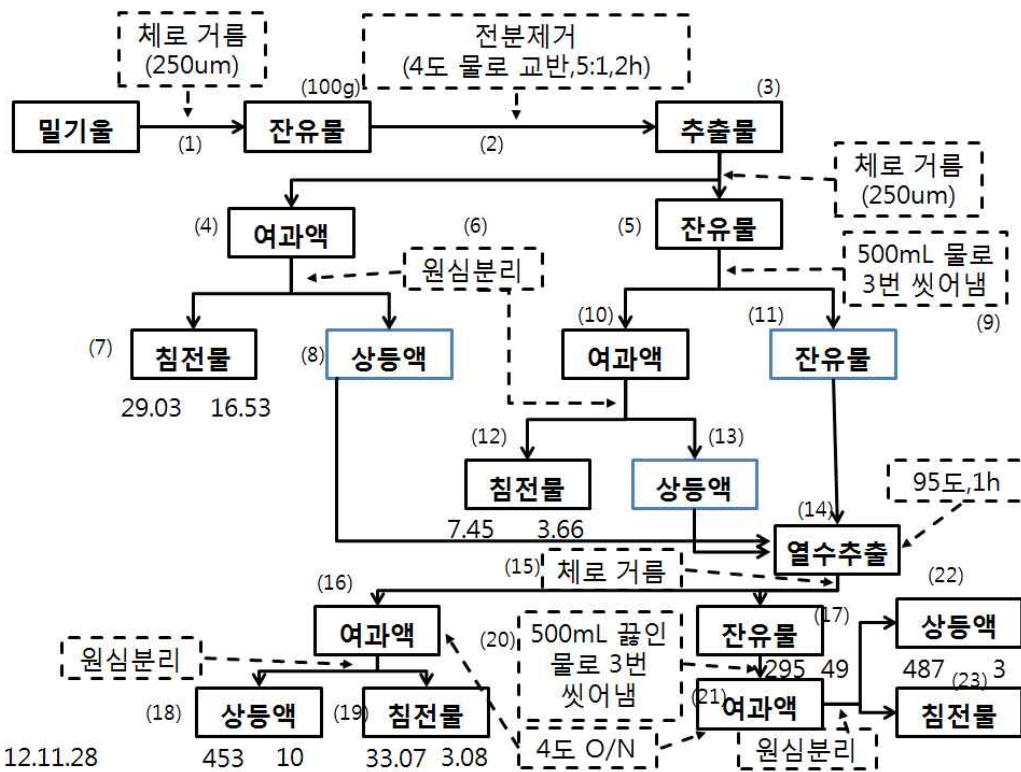 체로 거름
(250um)
전분제거
(4도 물로 교반,5:1,2h)
(100g)
(3)
밀기울
(1)
잔유물
(2)
추출물
체로 거름
(250um)
(4)
여과액
(6)
(5)
잔유물
원심분리
500mL 물로
3번 씻어냄
(9)
(7)
침전물
(8)
상등액
(10)
여과액
(11)
잔유물
29.03 16.53
(12)
침전물
(13)
상등액
95도,1h
7.45 3.66
(14)
열수추출
(15)
체로 거름
(16)
여과액
(17)
잔유물
295 49
(22)
상등액
487 3
원심분리
(20)
500mL 끓인
물로 3번
씻어냄
(18)
상등액
(19)
침전물
(21)
여과액
(23)
침전물
453 10
33.07 3.08
4도 O/N
원심분리
12.11.28